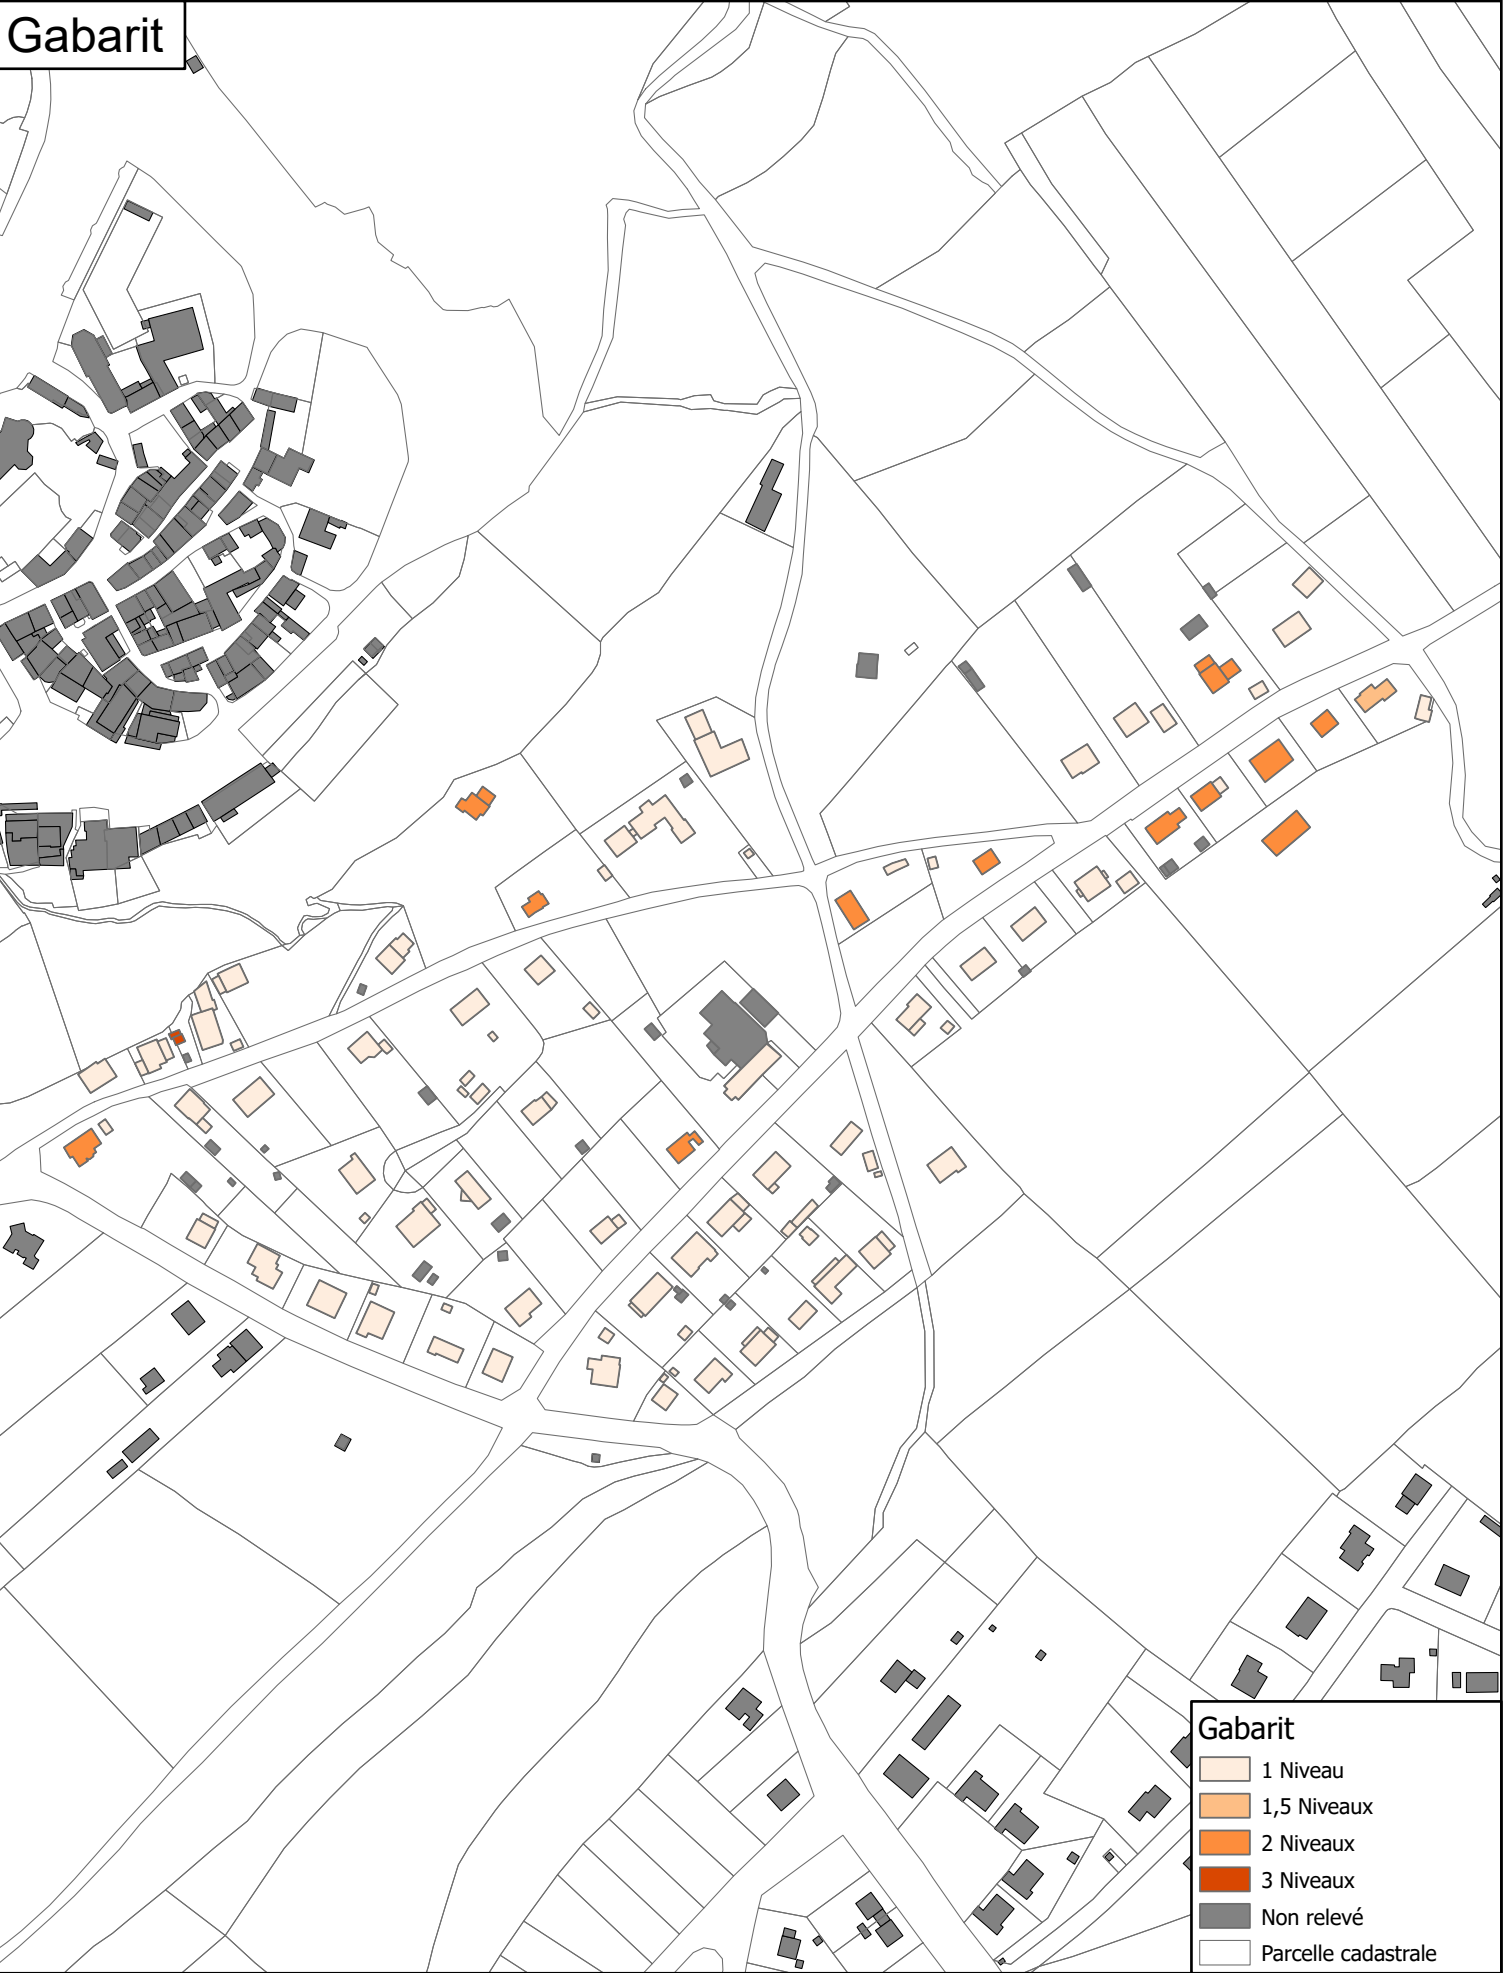 Gabarit
Gabarit
1 Niveau
1,5 Niveaux
2 Niveaux
3 Niveaux
Non relevé
Parcelle cadastrale